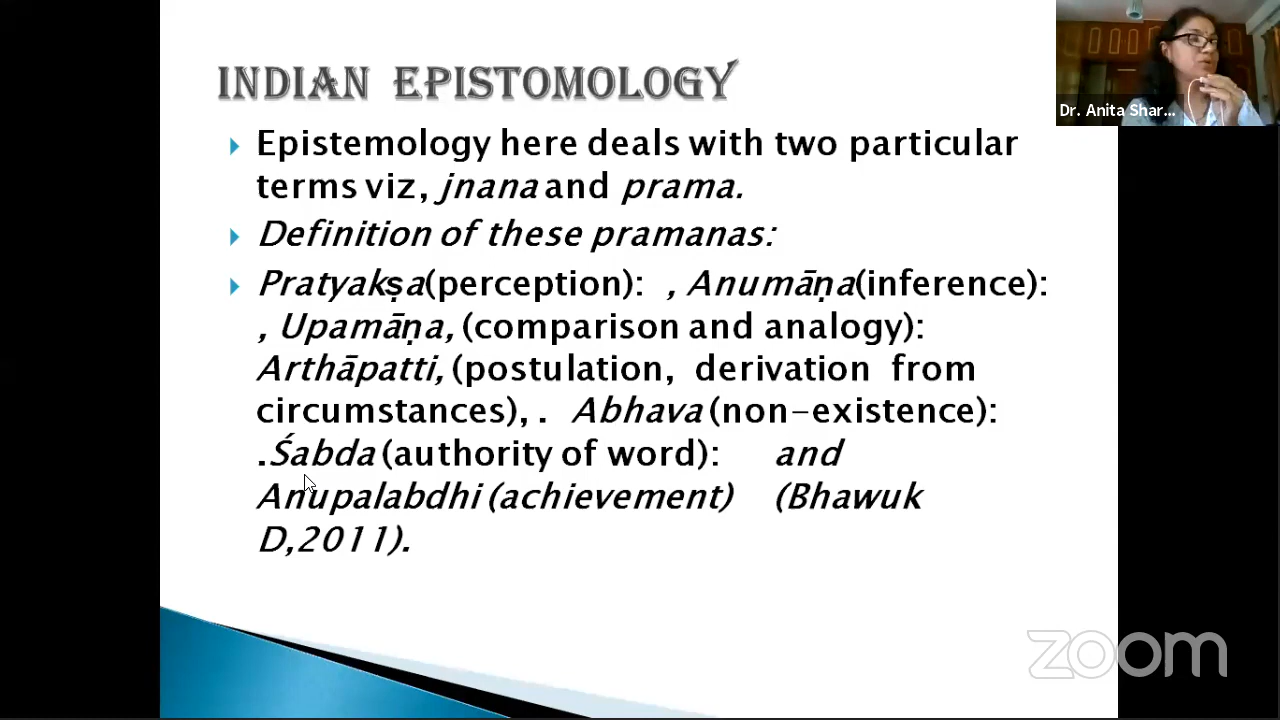 INDIAN EPISTOMOLOGY
Epistemology here deals with two particular
terms viz, jnana and prama.
Definition of these pramanas:
Pratyakṣa(perception): , Anumāṇa(inference):
, Upamāṇa, (comparison and analogy):
Arthāpatti, (postulation, derivation from
circumstances), . Abhava (non-existence):
.Śabda (authority of word): and
Anupalabdhi (achievement) (Bhawuk
D,2011).
Dr. Anita Shar...
zoom